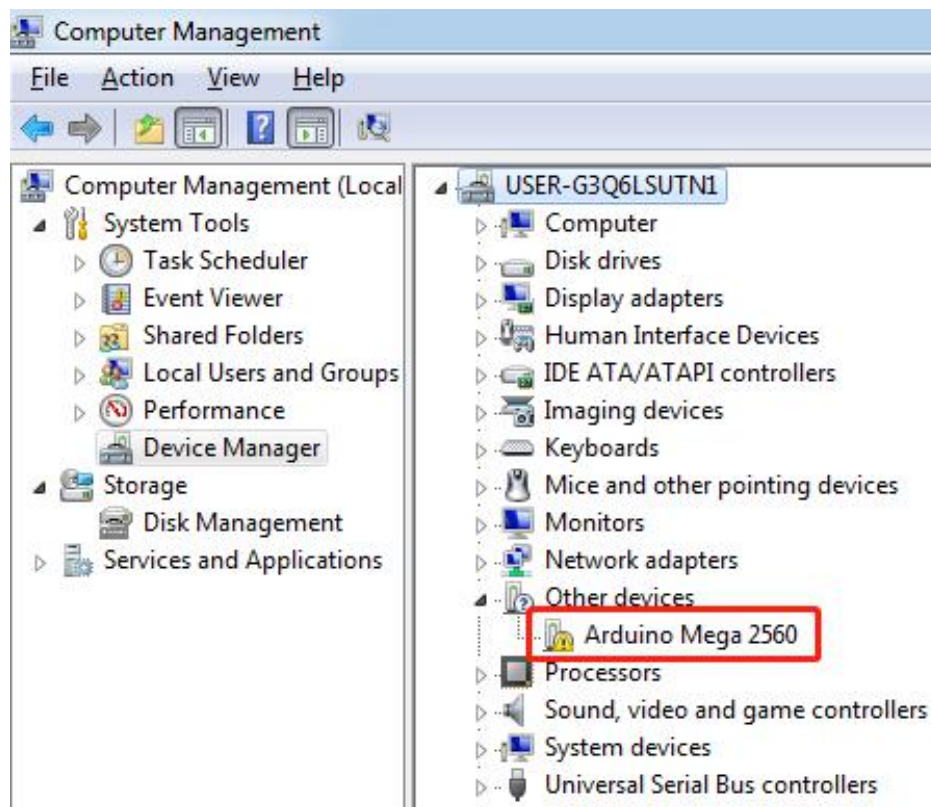 Computer Management
File Action View Help
Computer Management (Local
System Tools
Task Scheduler
Event Viewer
Shared Folders
Local Users and Groups
Performance
Device Manager
Storage
Disk Management
Services and Applications
USER-G3Q6LSUTN1
Computer
Disk drives
Display adapters
Human Interface Devices
IDE ATA/ATAPI controllers
Imaging devices
Keyboards
Mice and other pointing devices
Monitors
Network adapters
Other devices
Arduino Mega 2560
Processors
Sound, video and game controllers
System devices
Universal Serial Bus controllers